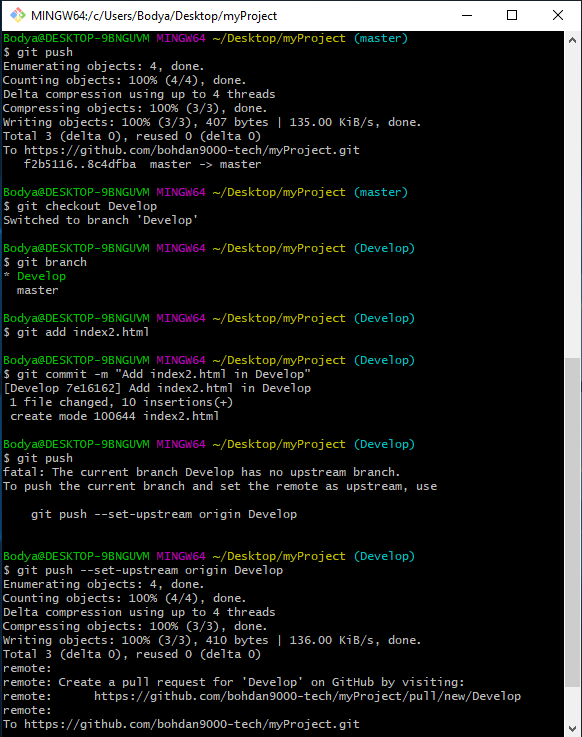 MINGW64:/c/Users/Bodya/Desktop/myProject
Bodya@DESKTOP-9BNGUVM MINGW64 ~/Desktop/myProject (master)
$ git push
Enumerating objects: 4, done.
Counting objects: 100% (4/4), done.
Delta compression using up to 4 threads
Compressing objects: 100% (3/3), done.
Writing objects: 100% (3/3), 407 bytes | 135.00 KiB/s, done.
Total 3 (delta 0), reused 0 (delta 0)
To https://github.com/bohdan9000-tech/myProject.git
   f2b5116..8c4dfba  master -> master

Bodya@DESKTOP-9BNGUVM MINGW64 ~/Desktop/myProject (master)
$ git checkout Develop
Switched to branch 'Develop'

Bodya@DESKTOP-9BNGUVM MINGW64 ~/Desktop/myProject (Develop)
$ git branch
* Develop
  master

Bodya@DESKTOP-9BNGUVM MINGW64 ~/Desktop/myProject (Develop)
$ git add index2.html

Bodya@DESKTOP-9BNGUVM MINGW64 ~/Desktop/myProject (Develop)
$ git commit -m "Add index2.html in Develop"
[Develop 7e16162] Add index2.html in Develop
 1 file changed, 10 insertions(+)
 create mode 100644 index2.html

Bodya@DESKTOP-9BNGUVM MINGW64 ~/Desktop/myProject (Develop)
$ git push
fatal: The current branch Develop has no upstream branch.
To push the current branch and set the remote as upstream, use

    git push --set-upstream origin Develop


Bodya@DESKTOP-9BNGUVM MINGW64 ~/Desktop/myProject (Develop)
$ git push --set-upstream origin Develop
Enumerating objects: 4, done.
Counting objects: 100% (4/4), done.
Delta compression using up to 4 threads
Compressing objects: 100% (3/3), done.
Writing objects: 100% (3/3), 410 bytes | 136.00 KiB/s, done.
Total 3 (delta 0), reused 0 (delta 0)
remote:
remote: Create a pull request for 'Develop' on GitHub by visiting:
remote:      https://github.com/bohdan9000-tech/myProject/pull/new/Develop
remote:
To https://github.com/bohdan9000-tech/myProject.git